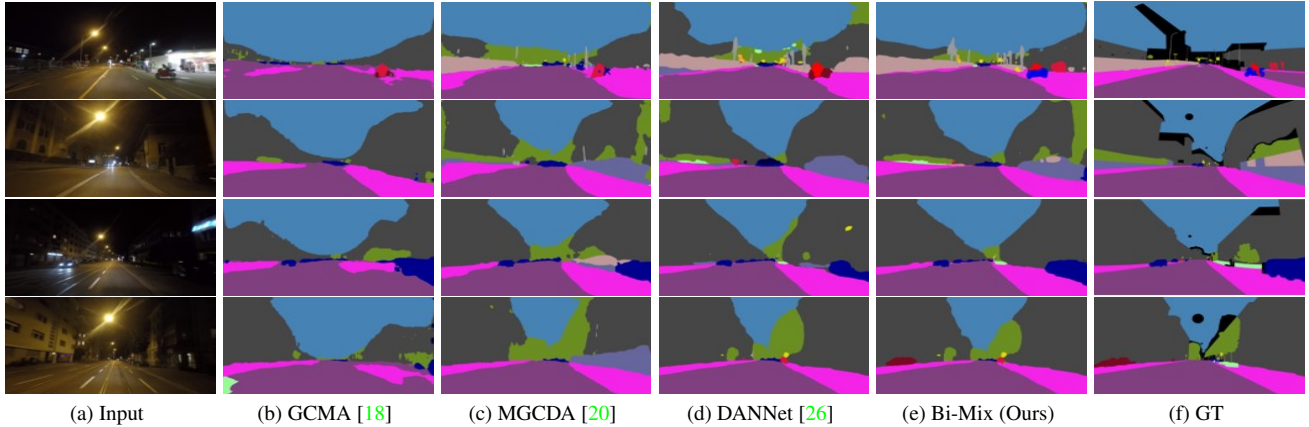 (a) Input (b) GCMA [18] (c) MGCDA [20] (d) DANNet [26] (e) Bi-Mix (Ours) (f) GT